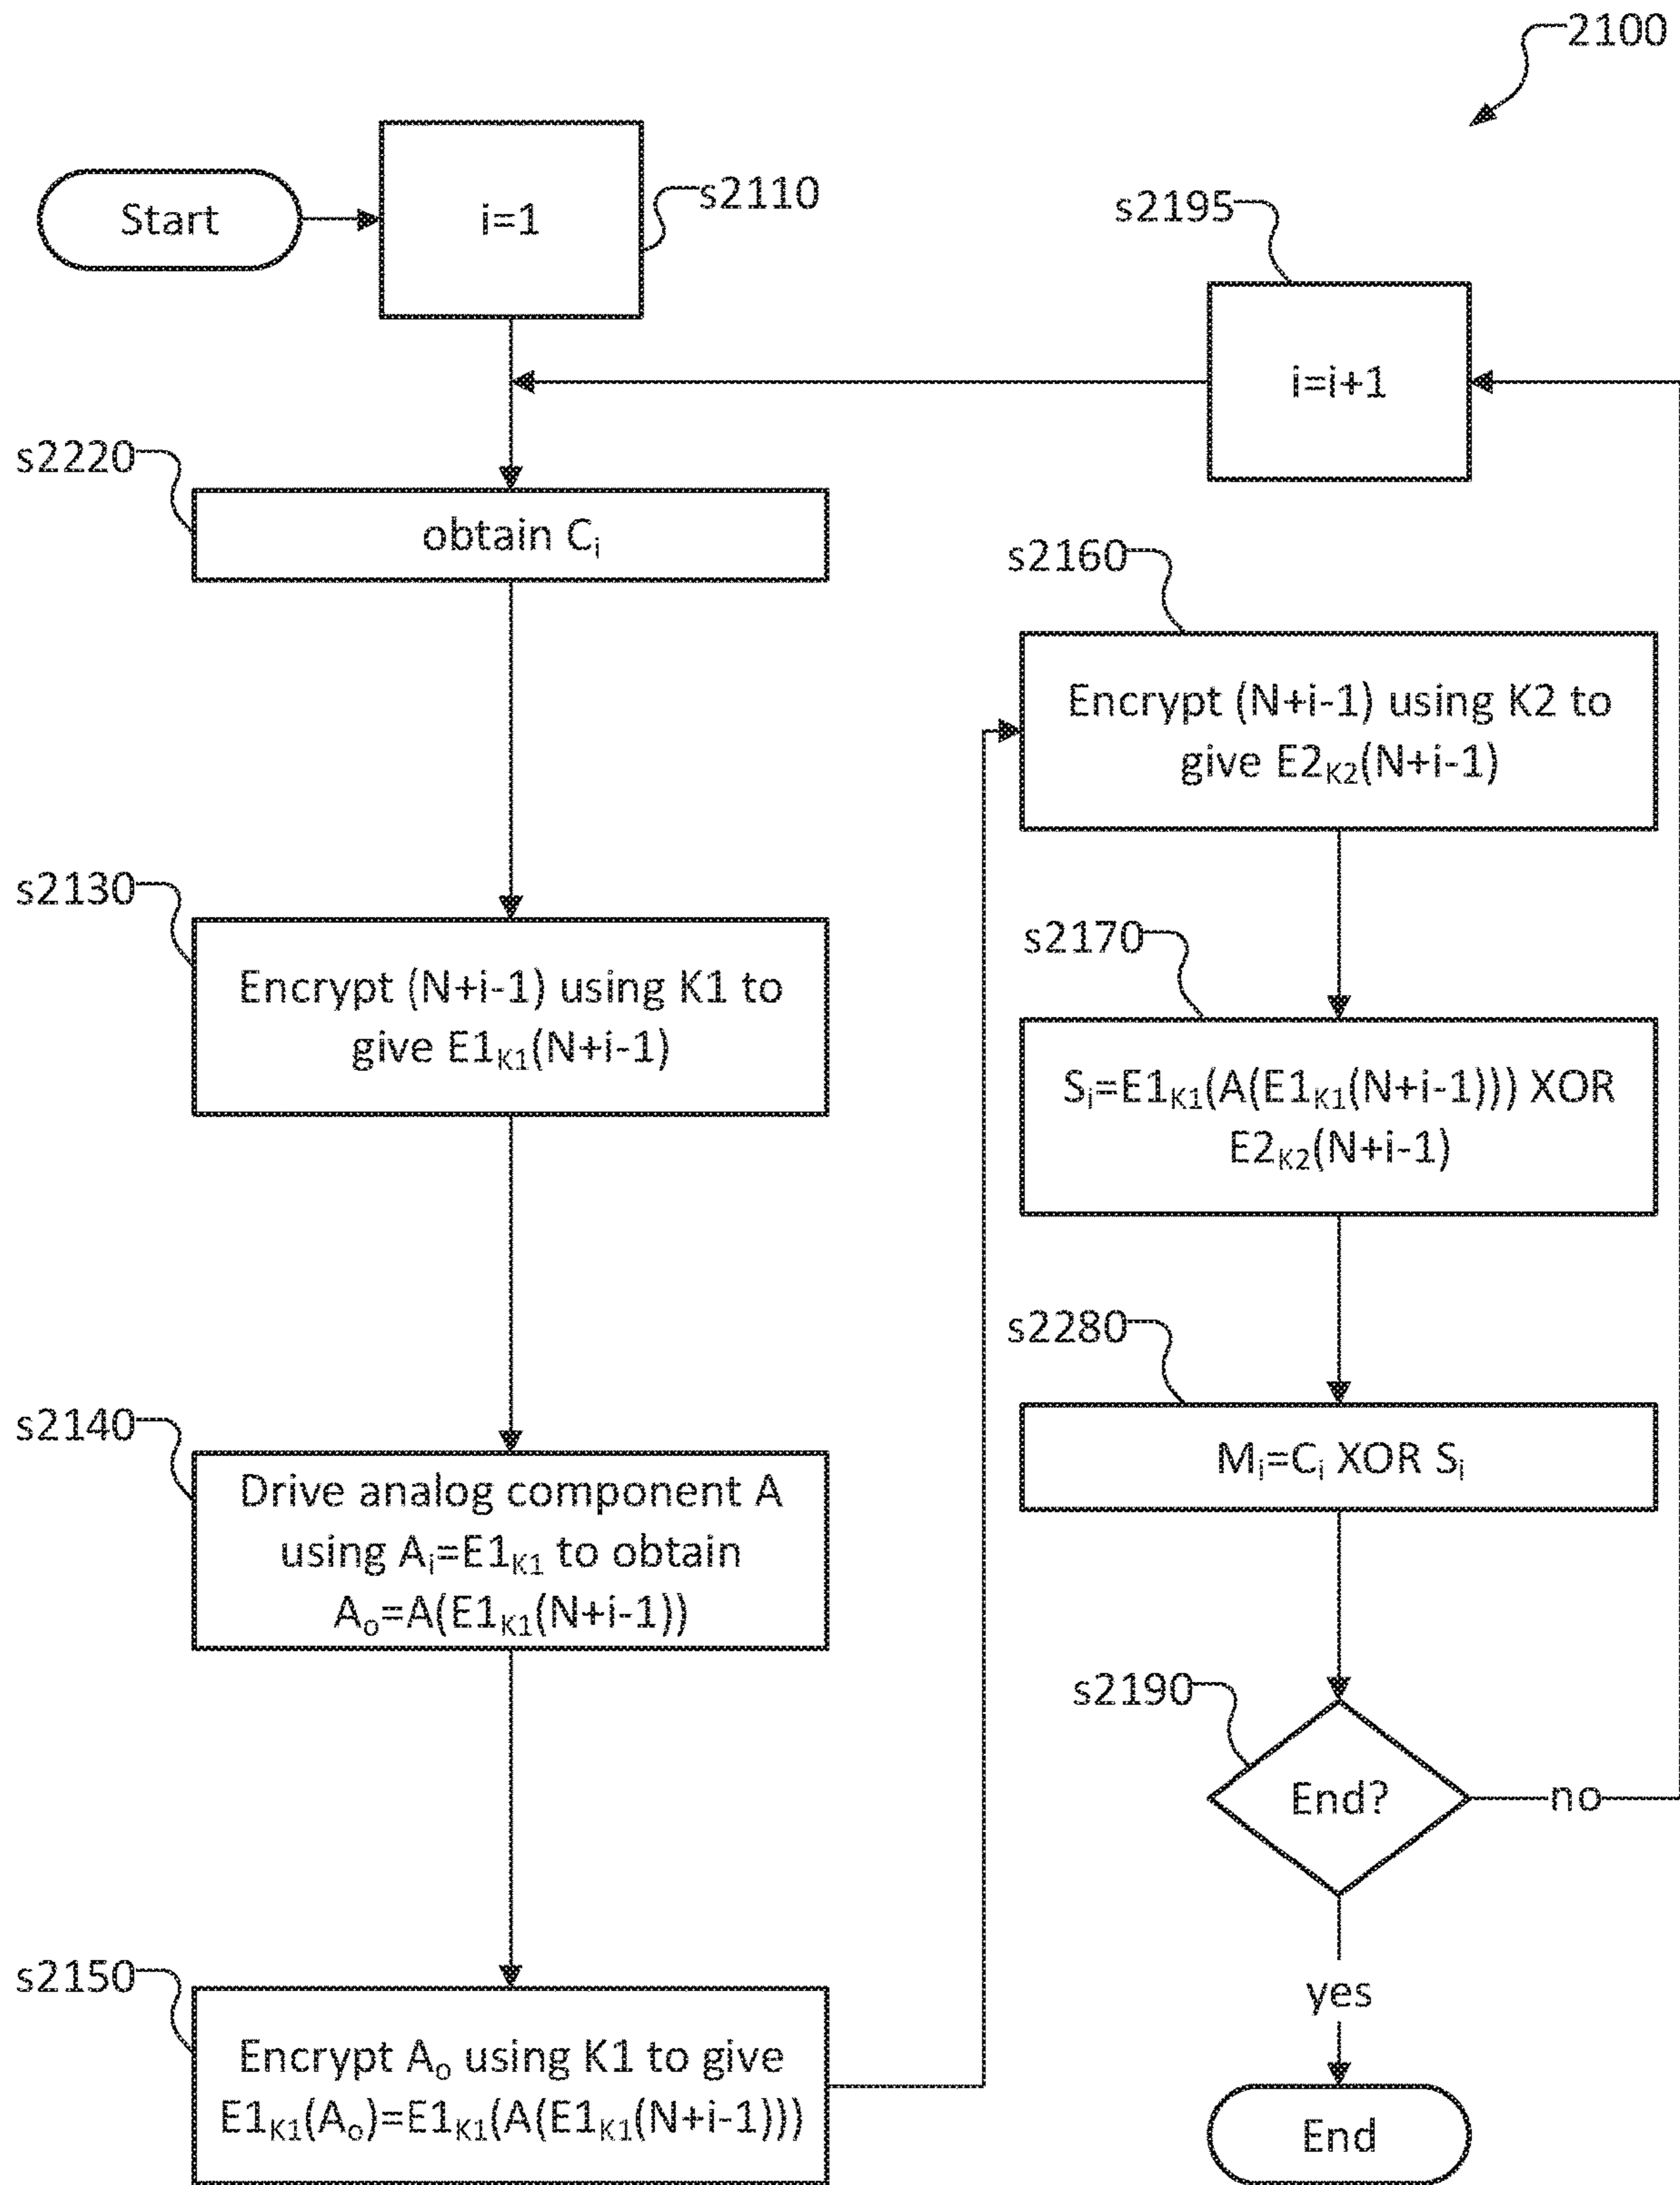 2100
Start
i=1
s2110
s2195
i=i+1
s2220
obtain Cᵢ
s2130
Encrypt (N+i-1) using K1 to
give E1ₖ₁(N+i-1)
s2140
Drive analog component A
using Aᵢ=E1ₖ₁ to obtain
Aₒ=A(E1ₖ₁(N+i-1))
s2150
Encrypt Aₒ using K1 to give
E1ₖ₁(Aₒ)=E1ₖ₁(A(E1ₖ₁(N+i-1)))
s2160
Encrypt (N+i-1) using K2 to
give E2ₖ₂(N+i-1)
s2170
Sᵢ=E1ₖ₁(A(E1ₖ₁(N+i-1))) XOR
E2ₖ₂(N+i-1)
s2280
Mᵢ=Cᵢ XOR Sᵢ
s2190
End?
no
yes
End